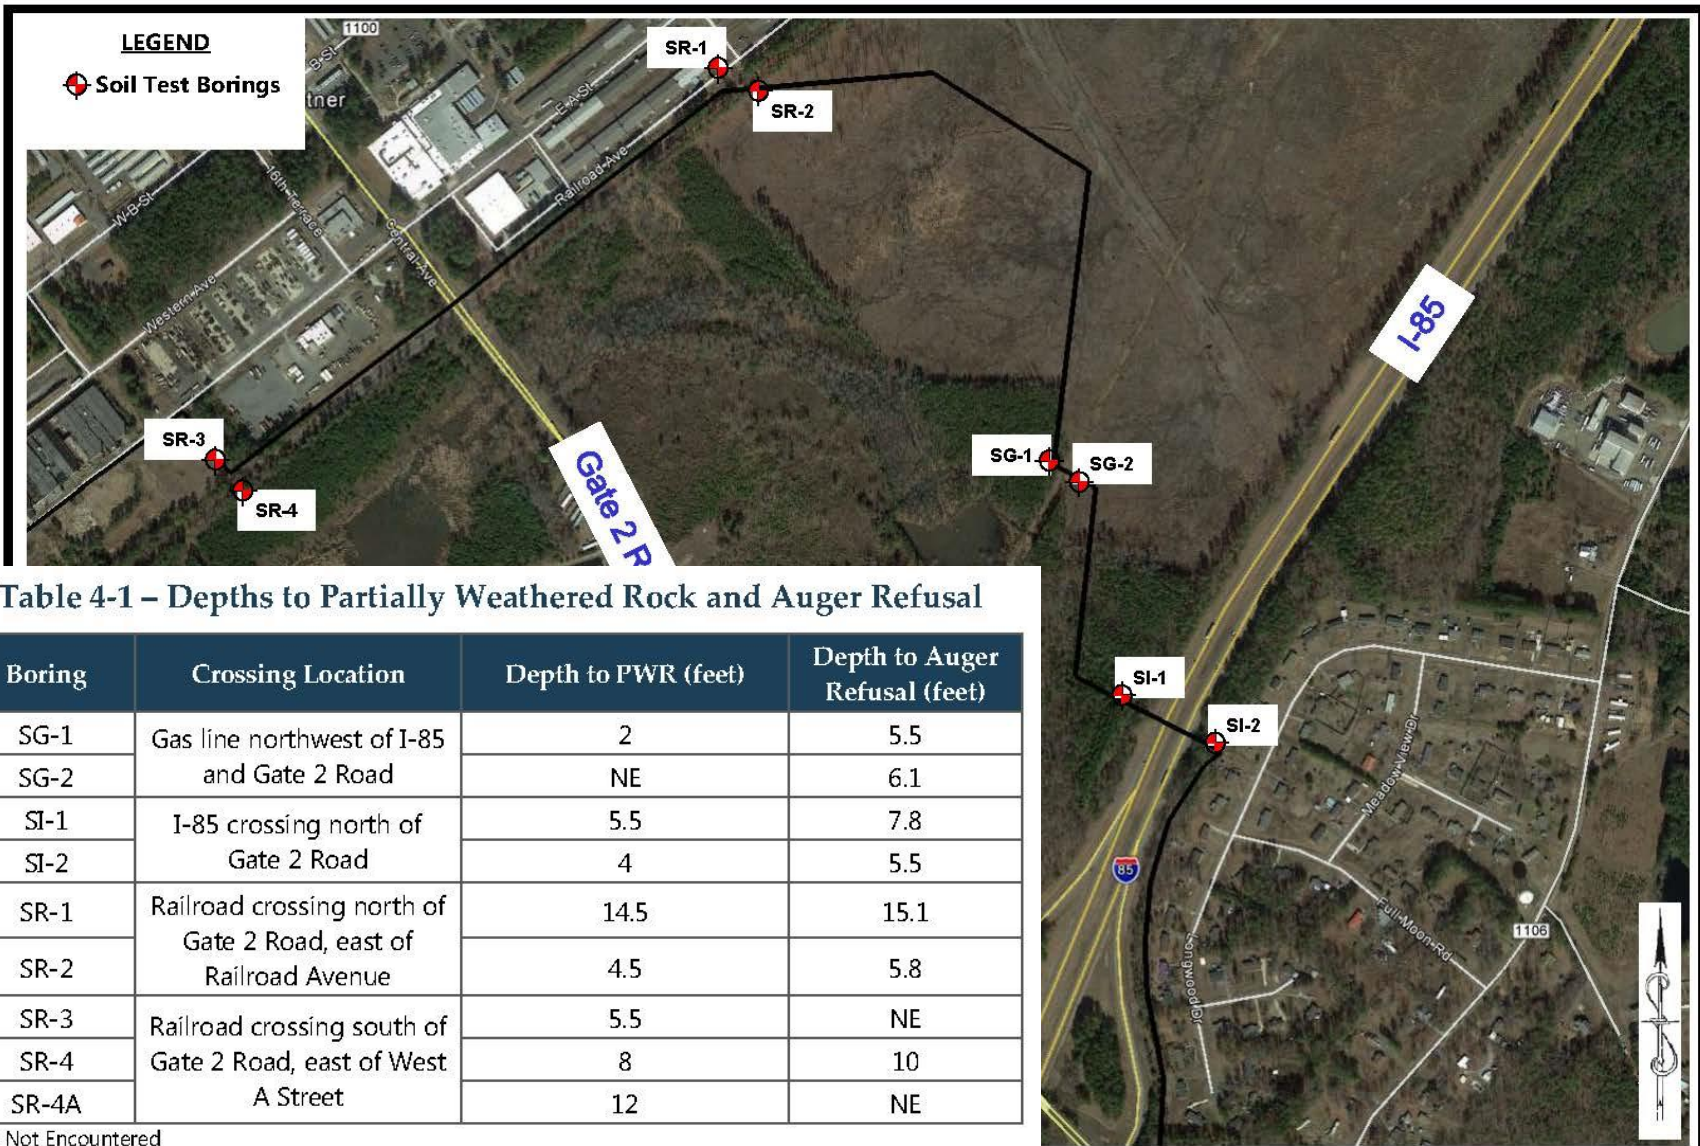 LEGEND
Soil Test Borings
1100
B-St
tner
SR-1
SR-2
E-A-St
Railroad-Ave
16th-Terrace
W-B-St
Central-Ave
Western-Ave
I-85
SR-3
SR-4
Gate 2 R
SG-1
SG-2
SI-1
SI-2
Meadow-View-Dr
85
Full-Moon-Rd
1106
Longwood-Dr
Table 4-1 – Depths to Partially Weathered Rock and Auger Refusal
Boring Crossing Location Depth to PWR (feet) Depth to Auger Refusal (feet)
SG-1 Gas line northwest of I-85 2 5.5
SG-2 and Gate 2 Road NE 6.1
SI-1 I-85 crossing north of 5.5 7.8
SI-2 Gate 2 Road 4 5.5
SR-1 Railroad crossing north of 14.5 15.1
Gate 2 Road, east of
SR-2 Railroad Avenue 4.5 5.8
SR-3 Railroad crossing south of 5.5 NE
SR-4 Gate 2 Road, east of West 8 10
SR-4A A Street 12 NE
Not Encountered